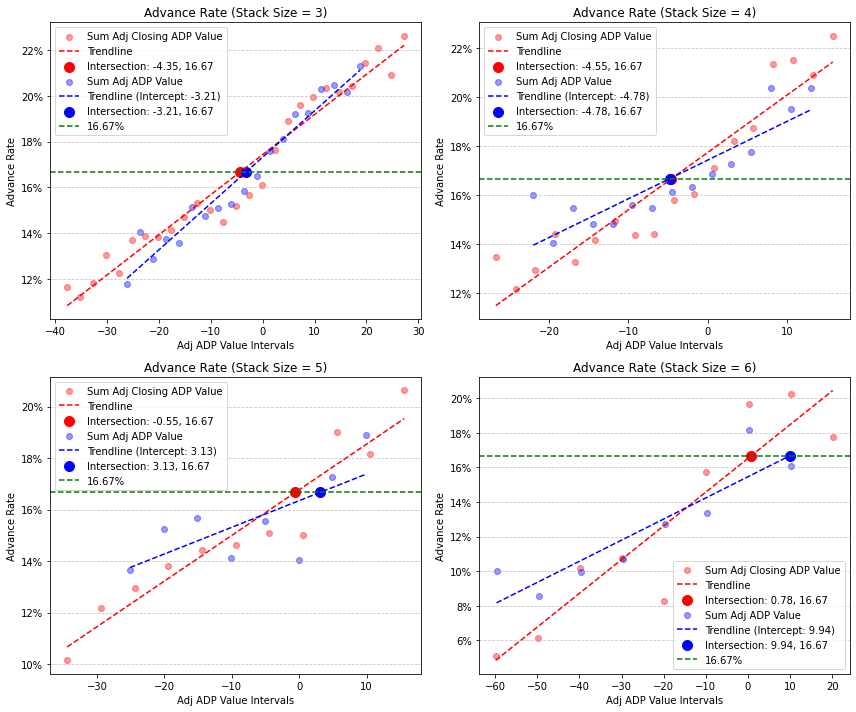 Advance Rate (Stack Size = 3)
Sum Adj Closing ADP Value
Trendline
Intersection: -4.35, 16.67
Sum Adj ADP Value
Trendline (Intercept: -3.21)
Intersection: -3.21, 16.67
16.67%
Advance Rate
22%
20%
18%
16%
14%
12%
−40
−30
−20
−10
0
10
20
30
Adj ADP Value Intervals
Advance Rate (Stack Size = 4)
Sum Adj Closing ADP Value
Trendline
Intersection: -4.55, 16.67
Sum Adj ADP Value
Trendline (Intercept: -4.78)
Intersection: -4.78, 16.67
16.67%
Advance Rate
22%
20%
18%
16%
14%
12%
−20
−10
0
10
Adj ADP Value Intervals
Advance Rate (Stack Size = 5)
Sum Adj Closing ADP Value
Trendline
Intersection: -0.55, 16.67
Sum Adj ADP Value
Trendline (Intercept: 3.13)
Intersection: 3.13, 16.67
16.67%
Advance Rate
20%
18%
16%
14%
12%
10%
−30
−20
−10
0
10
Adj ADP Value Intervals
Advance Rate (Stack Size = 6)
Advance Rate
20%
18%
16%
14%
12%
10%
8%
6%
Sum Adj Closing ADP Value
Trendline
Intersection: 0.78, 16.67
Sum Adj ADP Value
Trendline (Intercept: 9.94)
Intersection: 9.94, 16.67
16.67%
−60
−50
−40
−30
−20
−10
0
10
20
Adj ADP Value Intervals